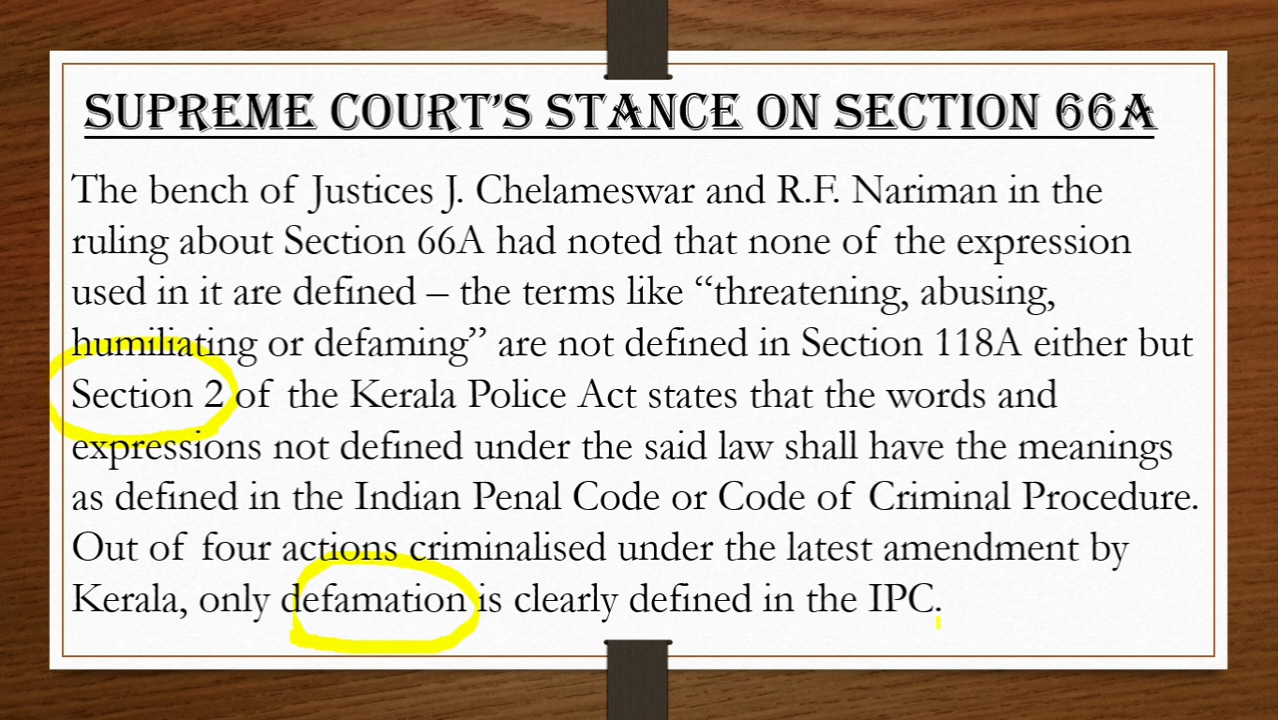 SUPREME COURT’S STANCE ON SECTION 66A
The bench of Justices J. Chelameswar and R.F. Nariman in the
ruling about Section 66A had noted that none of the expression
used in it are defined – the terms like “threatening, abusing,
humiliating or defaming” are not defined in Section 118A either but
Section 2 of the Kerala Police Act states that the words and
expressions not defined under the said law shall have the meanings
as defined in the Indian Penal Code or Code of Criminal Procedure.
Out of four actions criminalised under the latest amendment by
Kerala, only defamation is clearly defined in the IPC.